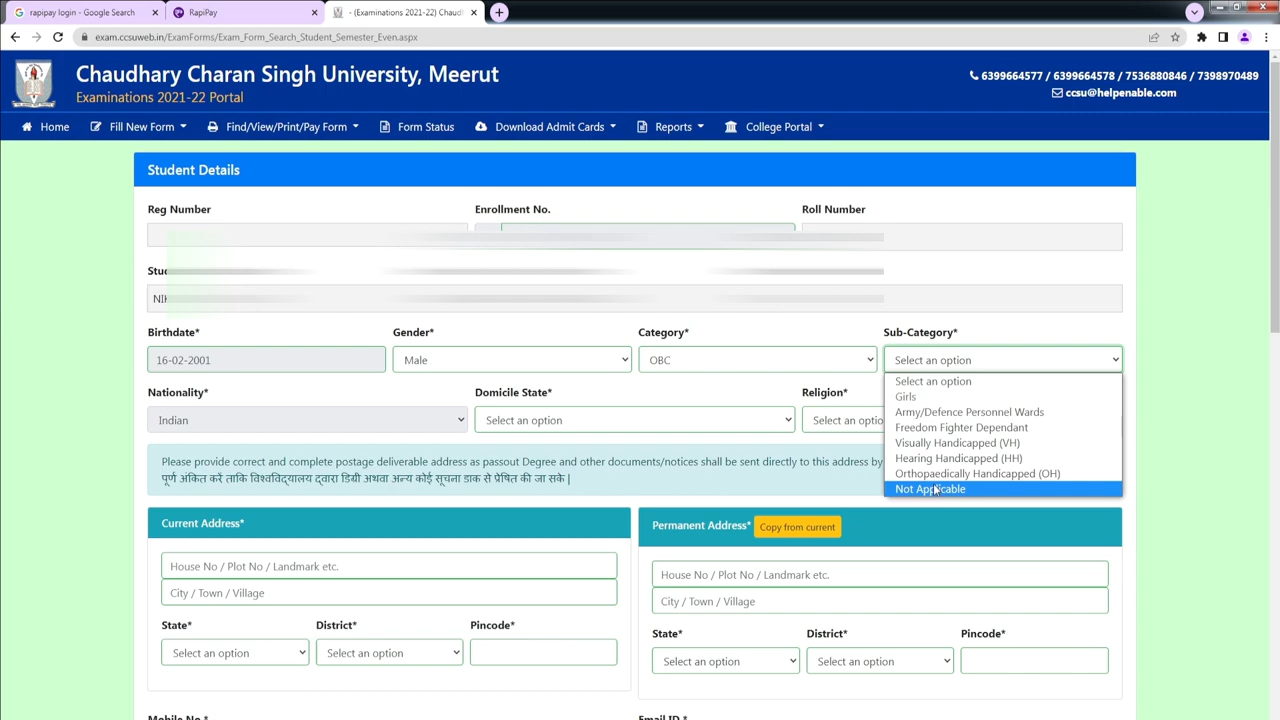 rapipay login - Google Search
RapiPay
- (Examinations 2021-22) Chaud
exam.ccsuweb.in/ExamForms/Exam_Form_Search_Student_Semester_Even.aspx
Chaudhary Charan Singh University, Meerut
Examinations 2021-22 Portal
6399664577 / 6399664578 / 7536880846 / 7398970489
ccsu@helpenable.com
Home Fill New Form Find/View/Print/Pay Form Form Status Download Admit Cards Reports College Portal
Student Details
Reg Number Enrollment No. Roll Number
Birthdate* Gender* Category* Sub-Category*
16-02-2001 Male OBC Select an option
Select an option
Girls
Army/Defence Personnel Wards
Freedom Fighter Dependant
Visually Handicapped (VH)
Hearing Handicapped (HH)
Orthopaedically Handicapped (OH)
Not Applicable
Nationality* Domicile State* Religion*
Indian Select an option Select an optio
Please provide correct and complete postage deliverable address as passout Degree and other documents/notices shall be sent directly to this address by
पूर्ण अंकित करें ताकि विश्वविद्यालय द्वारा डिग्री अथवा अन्य कोई सूचना डाक से प्रेषित की जा सके |
Current Address*
House No / Plot No / Landmark etc.
City / Town / Village
State* District* Pincode*
Select an option Select an option
Permanent Address* Copy from current
House No / Plot No / Landmark etc.
City / Town / Village
State* District* Pincode*
Select an option Select an option
Mobile No * Email ID *